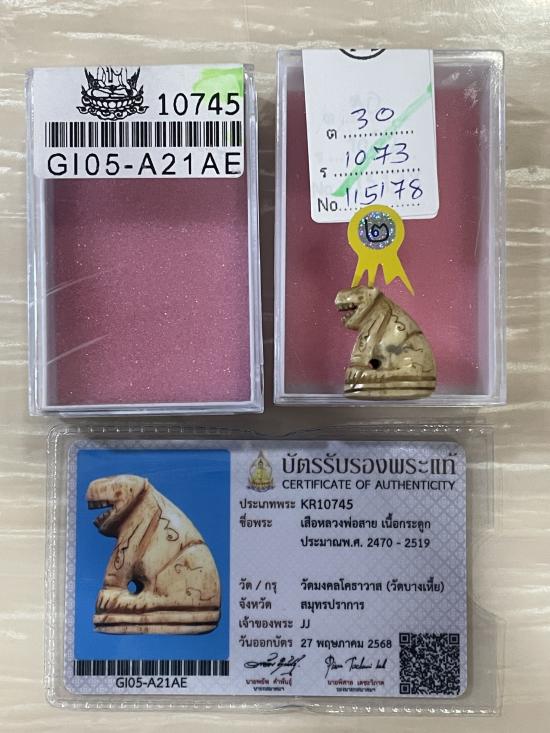 10745
GI05-A21AE
ต 30
ร 1073
No. 115178
๒
บัตรรับรองพระแท้
CERTIFICATE OF AUTHENTICITY
ประเภทพระ KR10745
ชื่อพระ เสือหลวงพ่อสาย เนื้อกระดูก
ประมาณพ.ศ. 2470 - 2519
วัด / กรุ วัดมงคลโคธาวาส (วัดบางเหี้ย)
จังหวัด สมุทรปราการ
เจ้าของพระ JJ
วันออกบัตร 27 พฤษภาคม 2568
GI05-A21AE